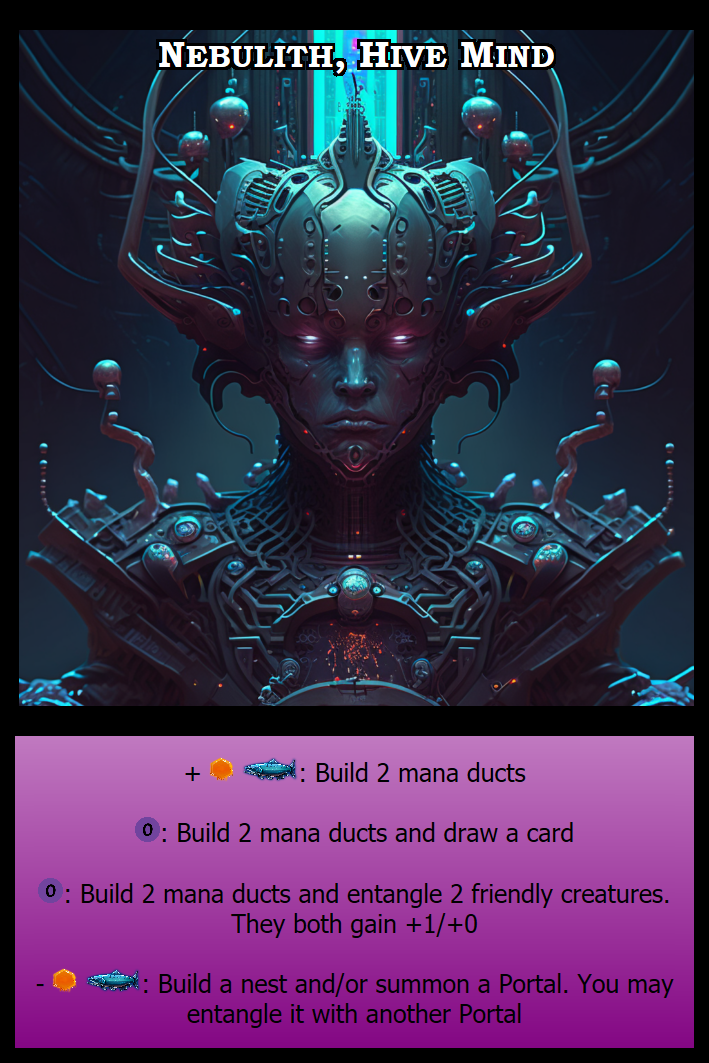 Nebulith, Hive Mind
+ : Build 2 mana ducts
0: Build 2 mana ducts and draw a card
0: Build 2 mana ducts and entangle 2 friendly creatures.
They both gain +1/+0
- : Build a nest and/or summon a Portal. You may
entangle it with another Portal